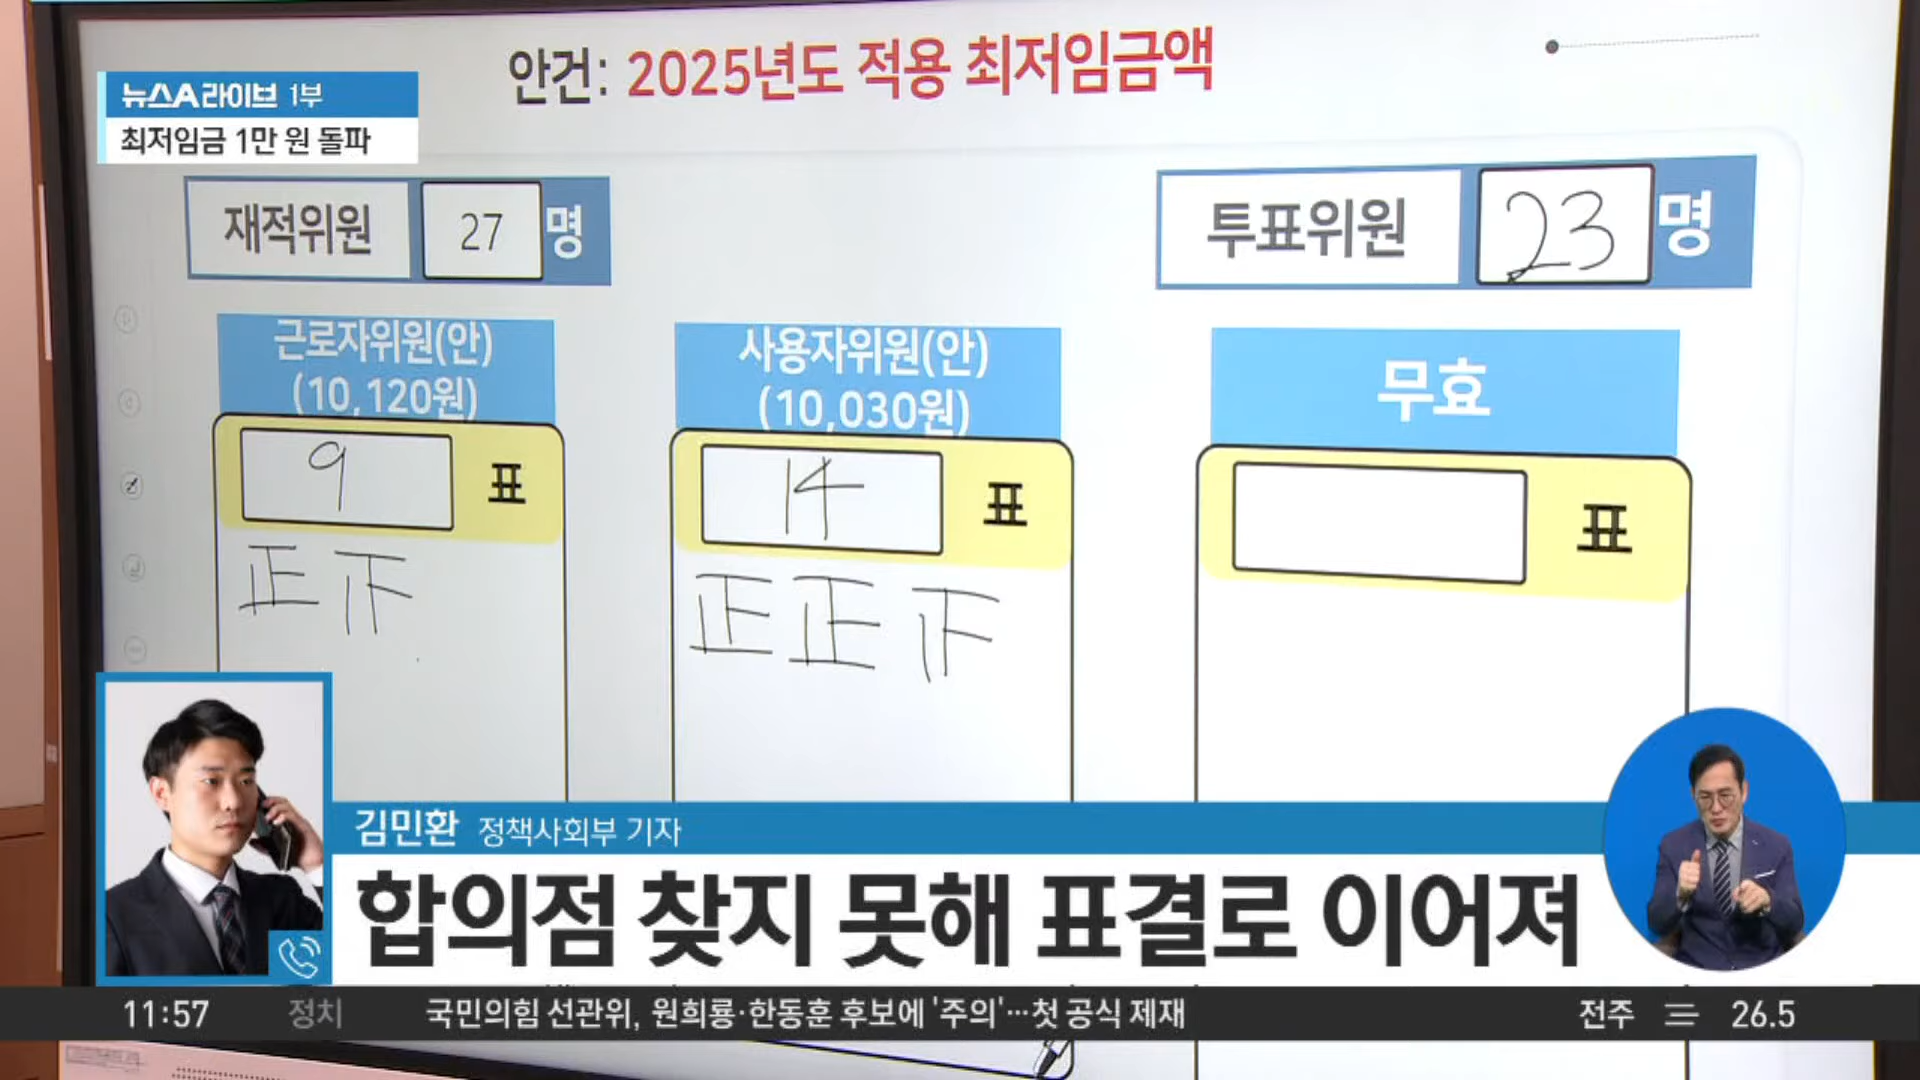 안건: 2025년도 적용 최저임금액
뉴스A 라이브 1부
최저임금 1만 원 돌파
재적위원 27 명
투표위원 23 명
근로자위원(안)
(10,120원)
사용자위원(안)
(10,030원)
무효
9 표
14 표
표
正 正
正 正 正
김민환 정책사회부 기자
합의점 찾지 못해 표결로 이어져
11:57 정치 국민의힘 선관위, 원희룡·한동훈 후보에 '주의'…첫 공식 제재 전주 26.5